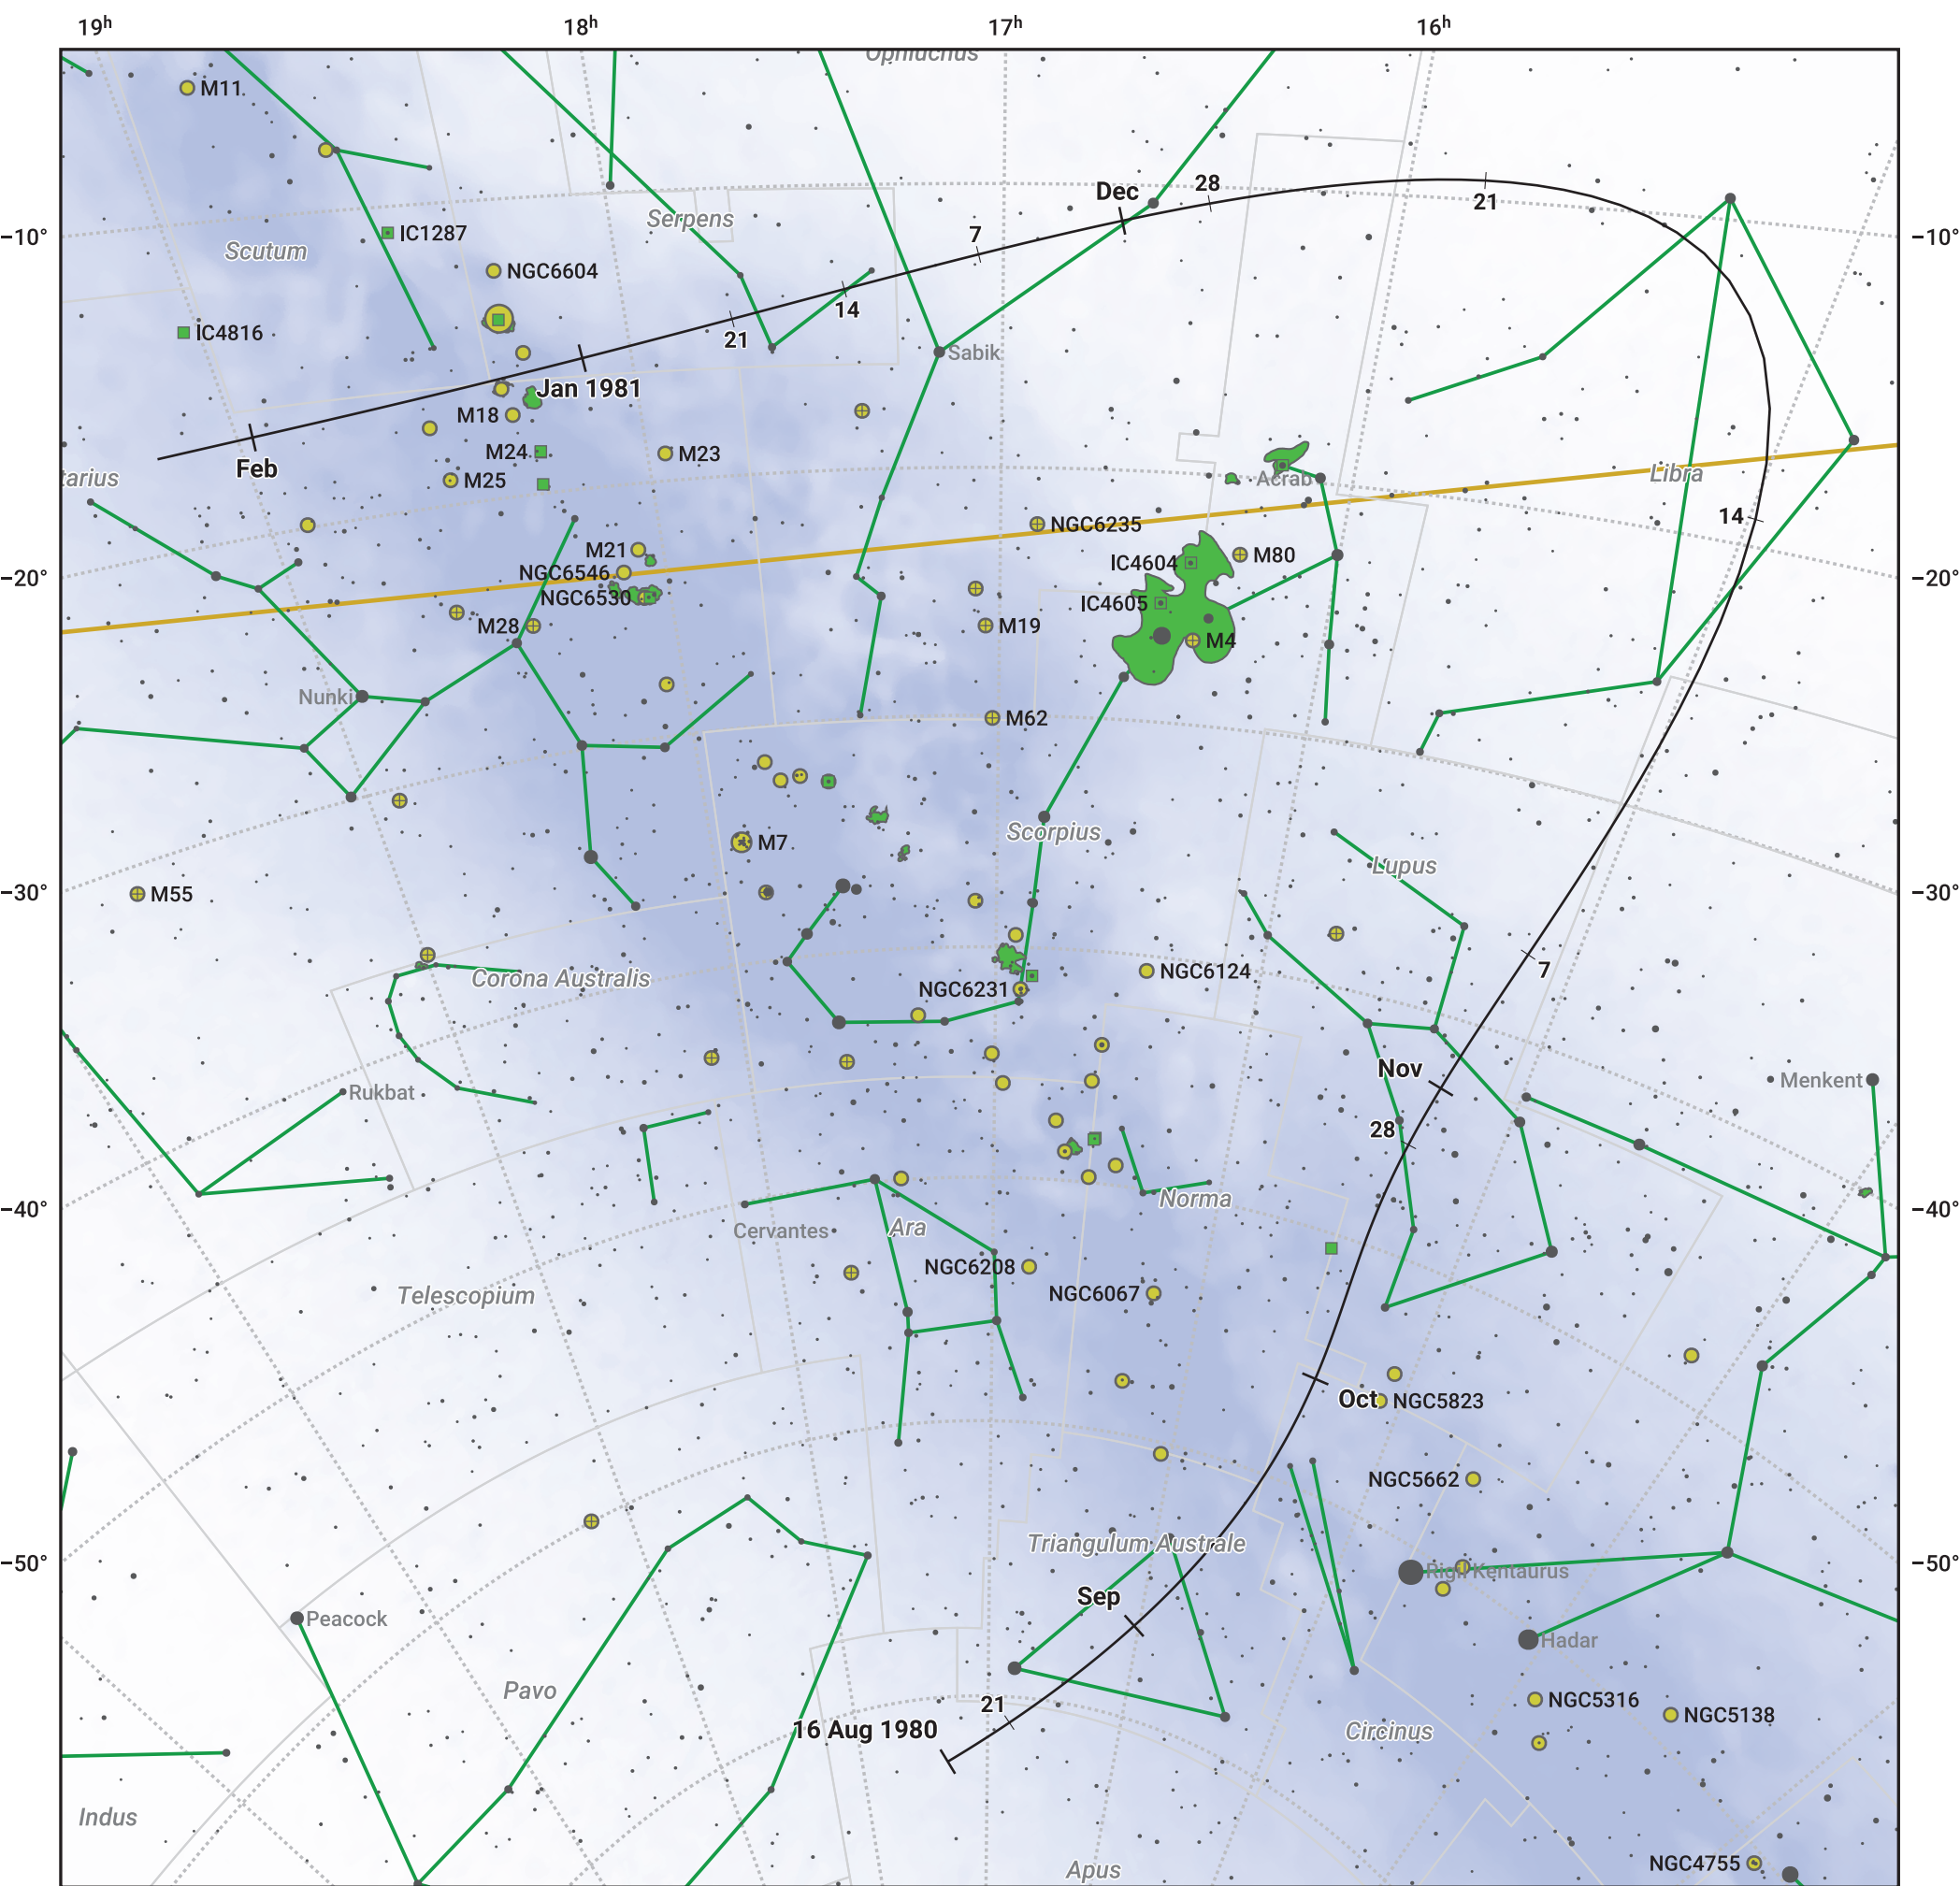 19h 18h 17h 16h
Ophiuchus
M11
Dec 28
21
Serpens
7
−10° −10°
IC1287
Scutum
NGC6604
14
IC4816
21
Sabik
Jan 1981
M18
M24 M23
Feb
tarius
M25
Acrab
Libra
14
NGC6235
M21
IC4604 M80
NGC6546
−20° −20°
NGC6530
IC4605
M28 M19
M4
Nunki
M62
Scorpius
M7
Lupus
−30° −30°
M55
Corona Australis
NGC6124
7
NGC6231
Nov
Menkent
Rukbat
28
Norma
−40° −40°
Cervantes
Ara
NGC6208
Telescopium
NGC6067
Oct NGC5823
NGC5662
Triangulum Australe
−50° −50°
Rigil Kentaurus
Sep
Peacock
Hadar
Pavo
NGC5316
21
NGC5138
16 Aug 1980
Circinus
Indus
NGC4755
Apus